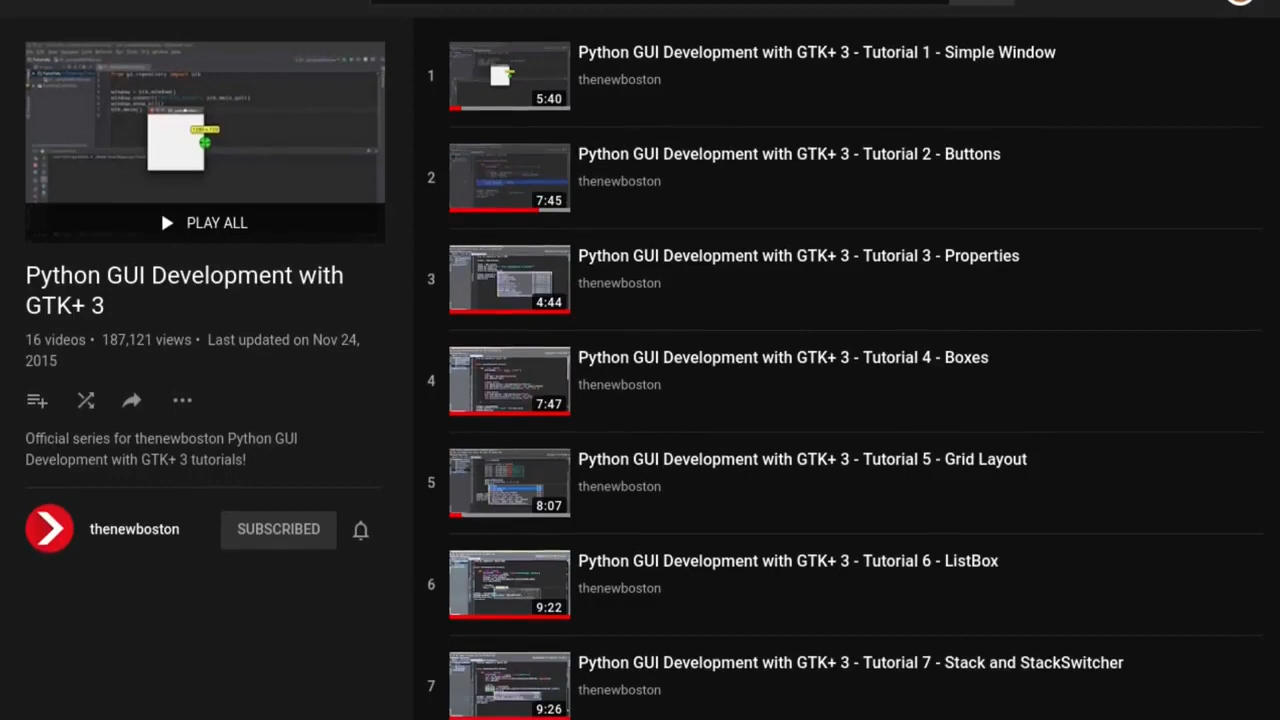 PLAY ALL
Python GUI Development with
GTK+ 3
16 videos • 187,121 views • Last updated on Nov 24,
2015
Official series for thenewboston Python GUI
Development with GTK+ 3 tutorials!
thenewboston
SUBSCRIBED
1
5:40
Python GUI Development with GTK+ 3 - Tutorial 1 - Simple Window
thenewboston
2
7:45
Python GUI Development with GTK+ 3 - Tutorial 2 - Buttons
thenewboston
3
4:44
Python GUI Development with GTK+ 3 - Tutorial 3 - Properties
thenewboston
4
7:47
Python GUI Development with GTK+ 3 - Tutorial 4 - Boxes
thenewboston
5
8:07
Python GUI Development with GTK+ 3 - Tutorial 5 - Grid Layout
thenewboston
6
9:22
Python GUI Development with GTK+ 3 - Tutorial 6 - ListBox
thenewboston
7
9:26
Python GUI Development with GTK+ 3 - Tutorial 7 - Stack and StackSwitcher
thenewboston